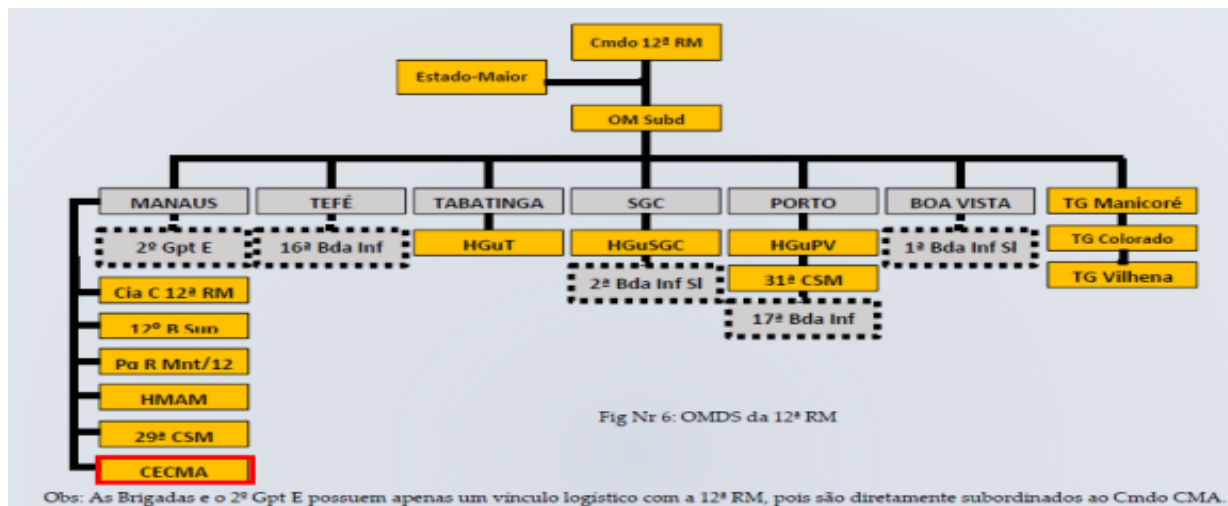 Cmdo 12ª RM
Estado-Maior
OM Subd
MANAUS
TEFÉ
TABATINGA
SGC
PORTO
BOA VISTA
TG Manicoré
2º Gpt E
16ª Bda Inf
HGuT
HGuSGC
HGuPV
1ª Bda Inf Sl
TG Colorado
2ª Bda Inf Sl
31ª CSM
TG Vilhena
17ª Bda Inf
Cia C 12ª RM
12º B Sup
Pq R Mnt/12
HMAM
29ª CSM
CECMA
Fig Nr 6: OMDS da 12ª RM
Obs: As Brigadas e o 2º Gpt E possuem apenas um vínculo logístico com a 12ª RM, pois são diretamente subordinados ao Cmdo CMA.